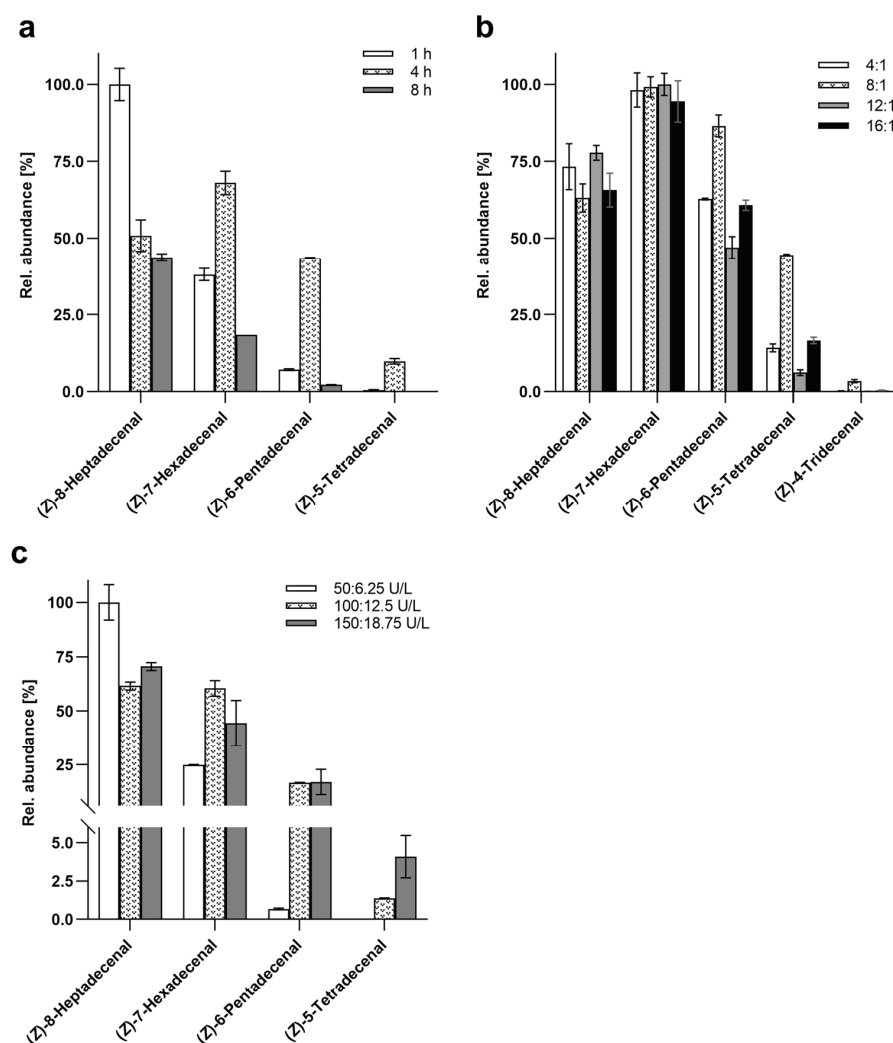 a
1 h
4 h
8 h
Rel. abundance [%]
100.0
75.0
50.0
25.0
0.0
(Z)-8-Heptadecenal
(Z)-7-Hexadecenal
(Z)-6-Pentadecenal
(Z)-5-Tetradecenal
b
4:1
8:1
12:1
16:1
Rel. abundance [%]
100.0
75.0
50.0
25.0
0.0
(Z)-8-Heptadecenal
(Z)-7-Hexadecenal
(Z)-6-Pentadecenal
(Z)-5-Tetradecenal
(Z)-4-Tridecenal
c
50:6.25 U/L
100:12.5 U/L
150:18.75 U/L
Rel. abundance [%]
100
75
50
25
5.0
2.5
0.0
(Z)-8-Heptadecenal
(Z)-7-Hexadecenal
(Z)-6-Pentadecenal
(Z)-5-Tetradecenal